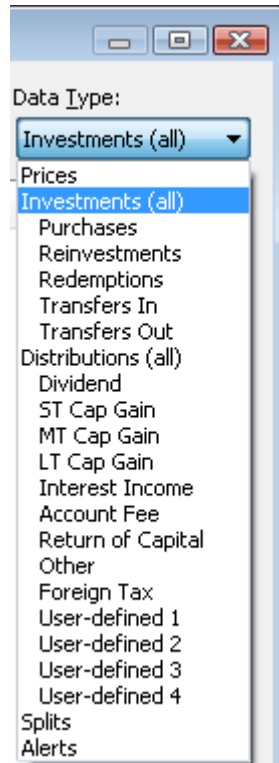 Data Type:
Investments (all)
Prices
Investments (all)
Purchases
Reinvestments
Redemptions
Transfers In
Transfers Out
Distributions (all)
Dividend
ST Cap Gain
MT Cap Gain
LT Cap Gain
Interest Income
Account Fee
Return of Capital
Other
Foreign Tax
User-defined 1
User-defined 2
User-defined 3
User-defined 4
Splits
Alerts